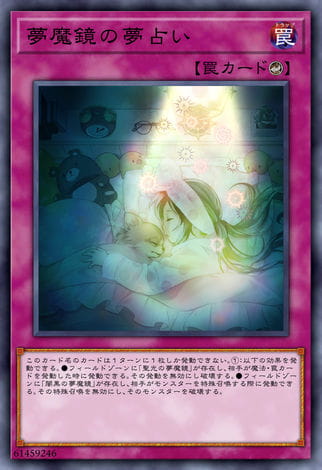 夢魔鏡の夢占い
トラップ
罠
【罠カード】
このカード名のカードは1ターンに1枚しか発動できない。①:以下の効果を発
動できる。●フィールドゾーンに「聖光の夢魔鏡」が存在し、相手が魔法・罠カー
ドを発動した時に発動できる。その発動を無効にし破壊する。●フィールドゾー
ンに「闇黒の夢魔鏡」が存在し、相手がモンスターを特殊召喚する際に発動でき
る。その特殊召喚を無効にし、そのモンスターを破壊する。
61459246